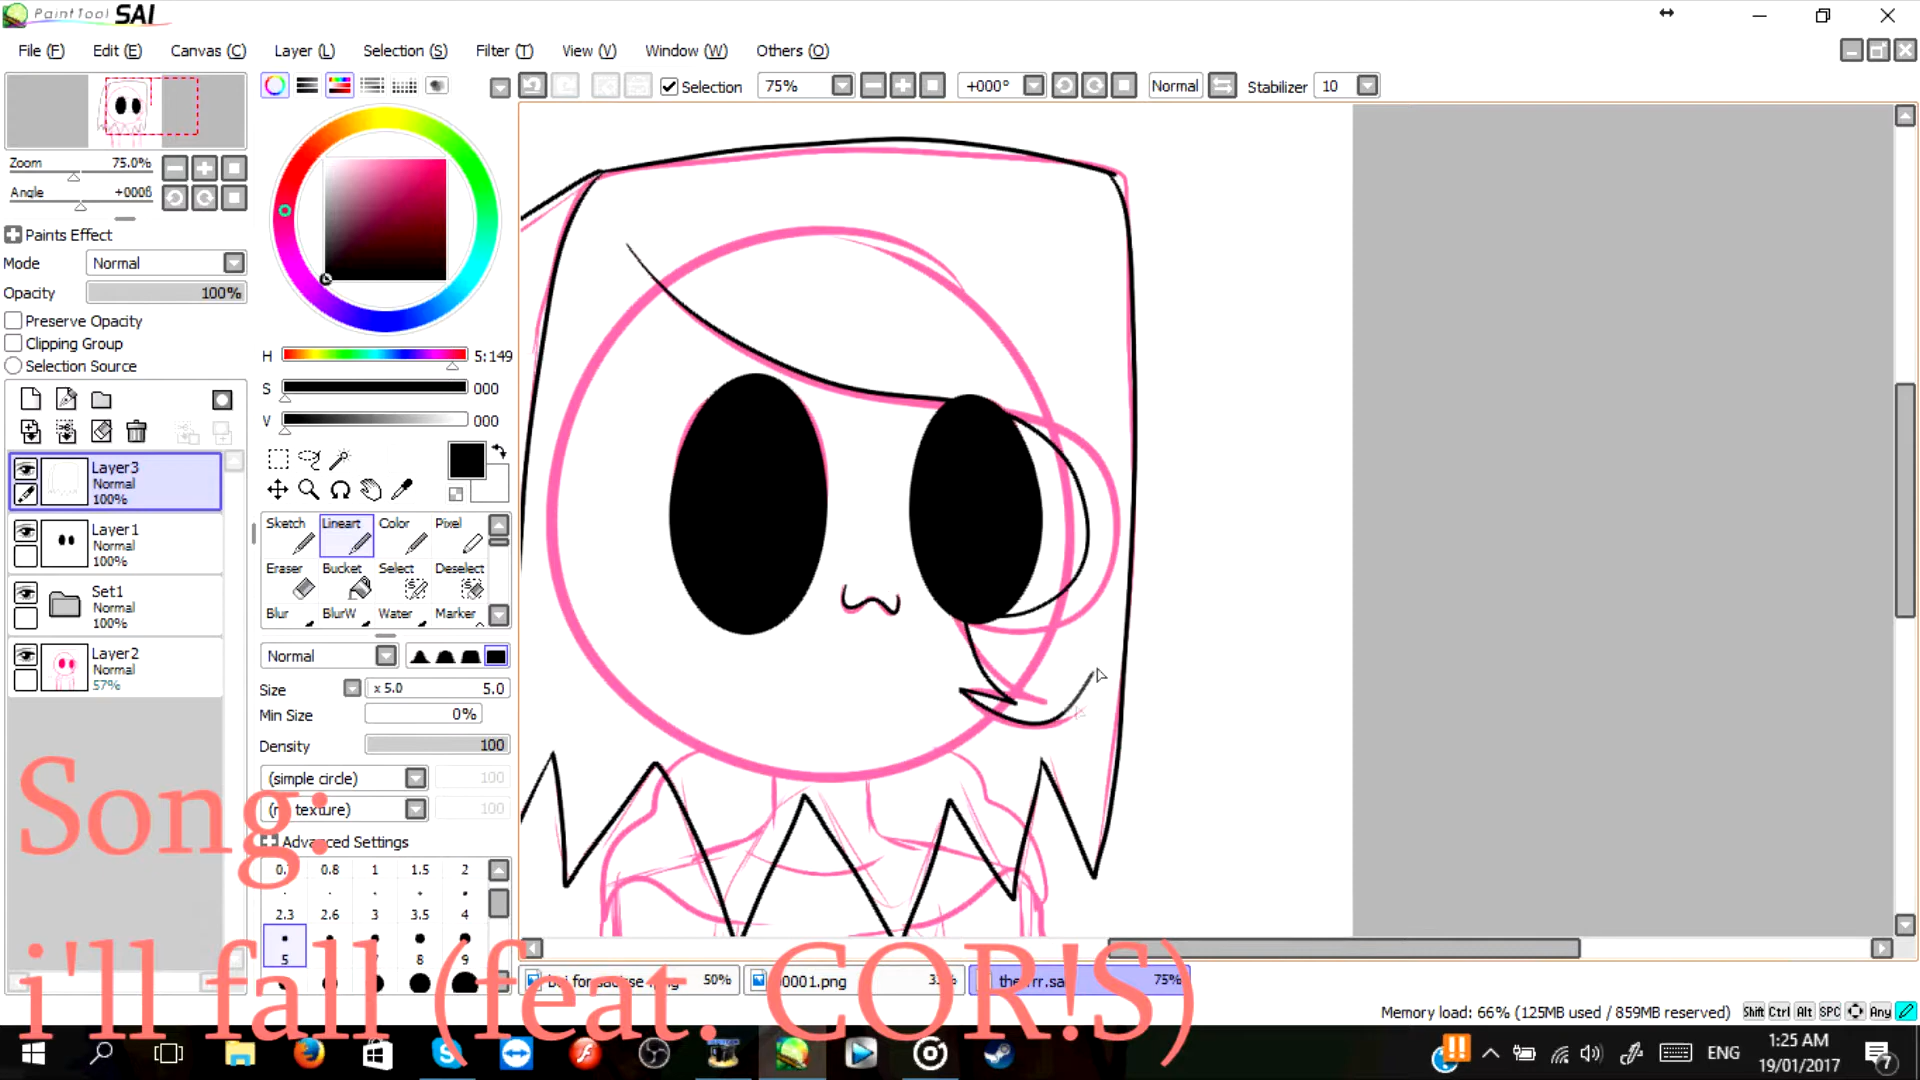 PaintTool SAI
File (F) Edit (E) Canvas (C) Layer (L) Selection (S) Filter (T) View (V) Window (W) Others (O)
Selection 75% +000° Normal Stabilizer 10
Zoom 75.0%
Angle
Paints Effect
Mode Normal
Opacity 100%
Preserve Opacity
Clipping Group
Selection Source
H 5:149
S 000
V 000
Layer3
Normal
100%
Layer1
Normal
100%
Set1
Normal
100%
Layer2
Normal
57%
Sketch Lineart Color Pixel
Eraser Bucket Select Deselect
Blur BlurW Water Marker
Normal
Size x 5.0 5.0
Min Size 0%
Density 100
(simple circle) 100
texture) 100
Advanced Settings
0.8 1 1.5 2
2.3 2.6 3 3.5 4
5 8 9
Song:
i'll fall (feat. COR!S)
50% 0001.png 75%
Memory load: 66% (125MB used / 859MB reserved) Shift Ctrl Alt SPC Any
ENG
1:25 AM
19/01/2017
7